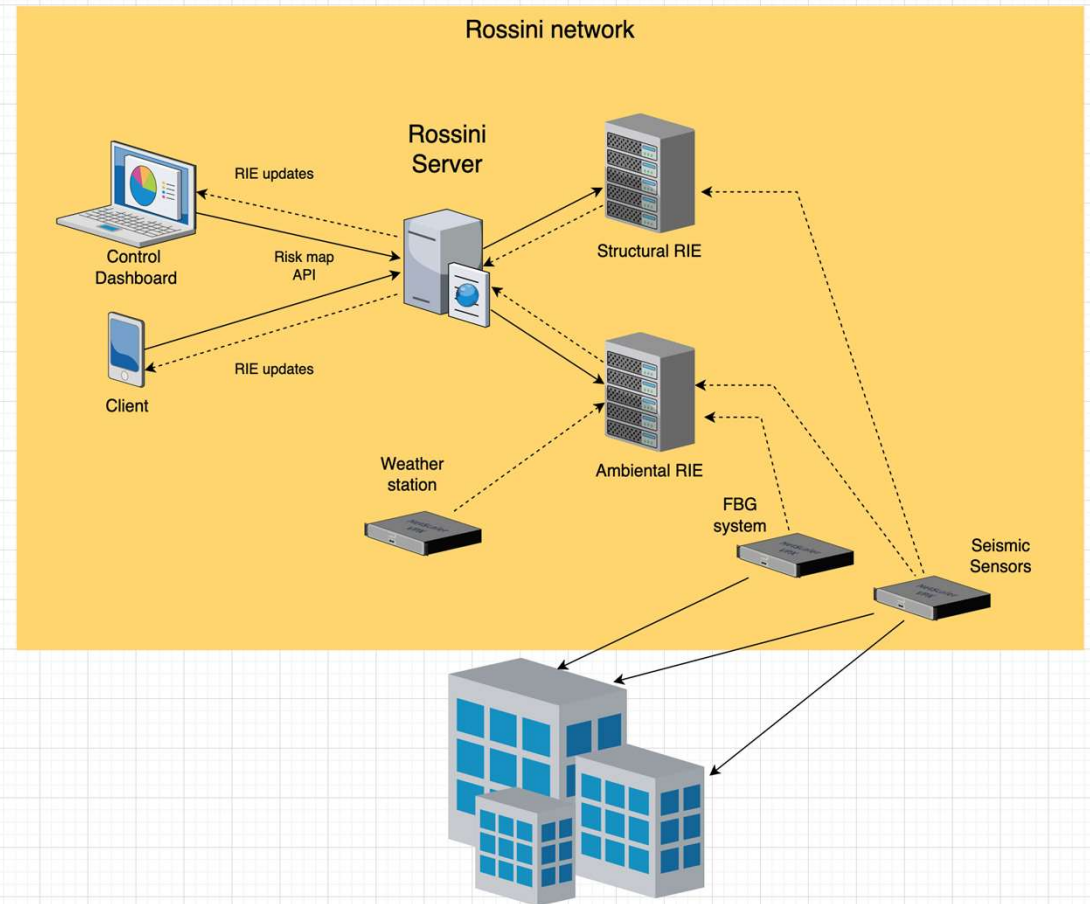 Rossini network
Rossini
Server
RIE updates
Control
Dashboard
Risk map
API
Structural RIE
RIE updates
Client
Weather
station
Ambiental RIE
FBG
system
Seismic
Sensors